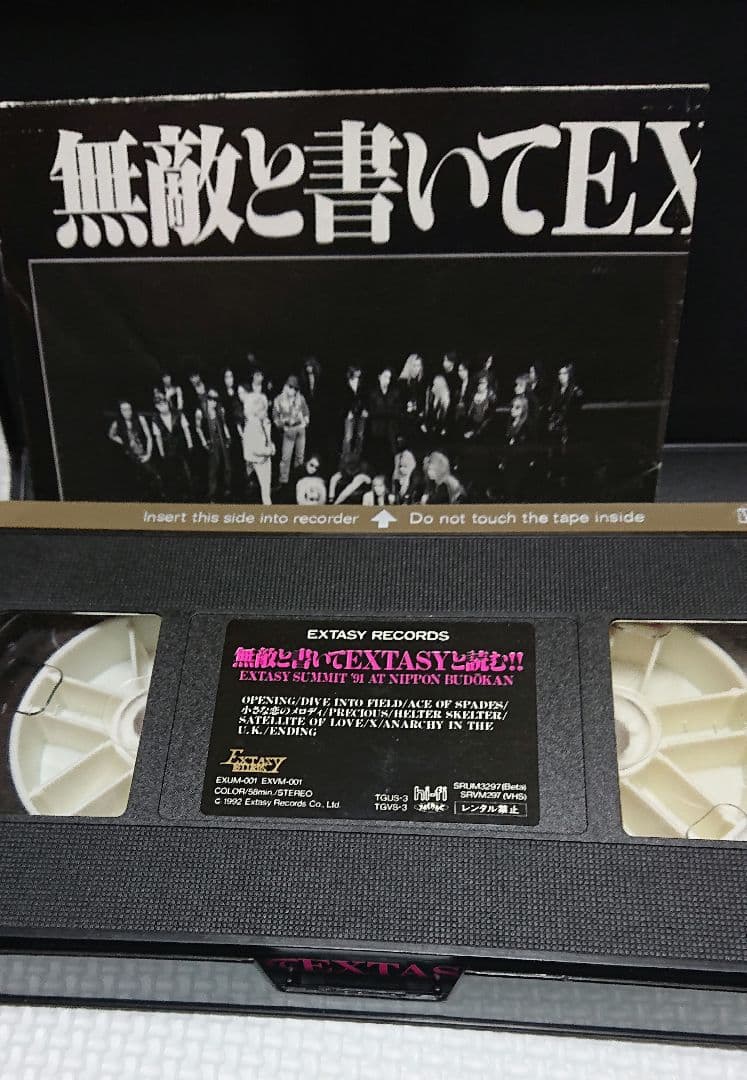 無敵と書いてEX
Insert this side into recorder Do not touch the tape inside
EXTASY RECORDS
無敵と書いてEXTASYと読む!!
EXTASY SUMMIT '91 AT NIPPON BUDŌKAN
OPENING/DIVE INTO FIELD/ACE OF SPADES/
小さな恋のメロディ/PRECIOUS/HELTER SKELTER/
SATELLITE OF LOVE/X/ANARCHY IN THE
U.K./ENDING
EXTASY
EXUM-001 EXVM-001
COLOR/58min./STEREO
© 1992 Extasy Records Co., Ltd.
TGUS-3
TGVS-3
hi-fi
SRUM3297(Beta)
SRVM297 (VHS)
レンタル禁止
EXTAS